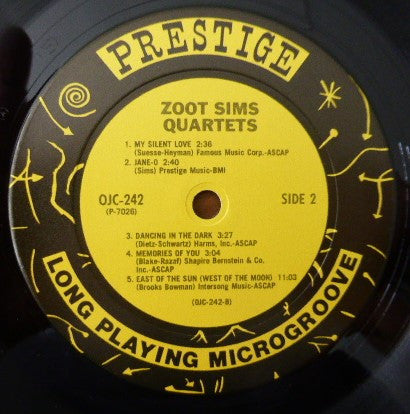 PRESTIGE
ZOOT SIMS
QUARTETS
1. MY SILENT LOVE 2:36
(Suesse-Heyman) Famous Music Corp.-ASCAP
2. JANE-O 2:40
(Sims) Prestige Music-BMI
OJC-242
(P-7026)
SIDE 2
3. DANCING IN THE DARK 3:27
(Dietz-Schwartz) Harms, Inc.-ASCAP
4. MEMORIES OF YOU 3:04
(Blake-Razaf) Shapiro Bernstein & Co.
Inc.-ASCAP
5. EAST OF THE SUN (WEST OF THE MOON) 11:03
(Brooks Bowman) Intersong Music-ASCAP
(OJC-242-B)
LONG PLAYING MICROGROOVE